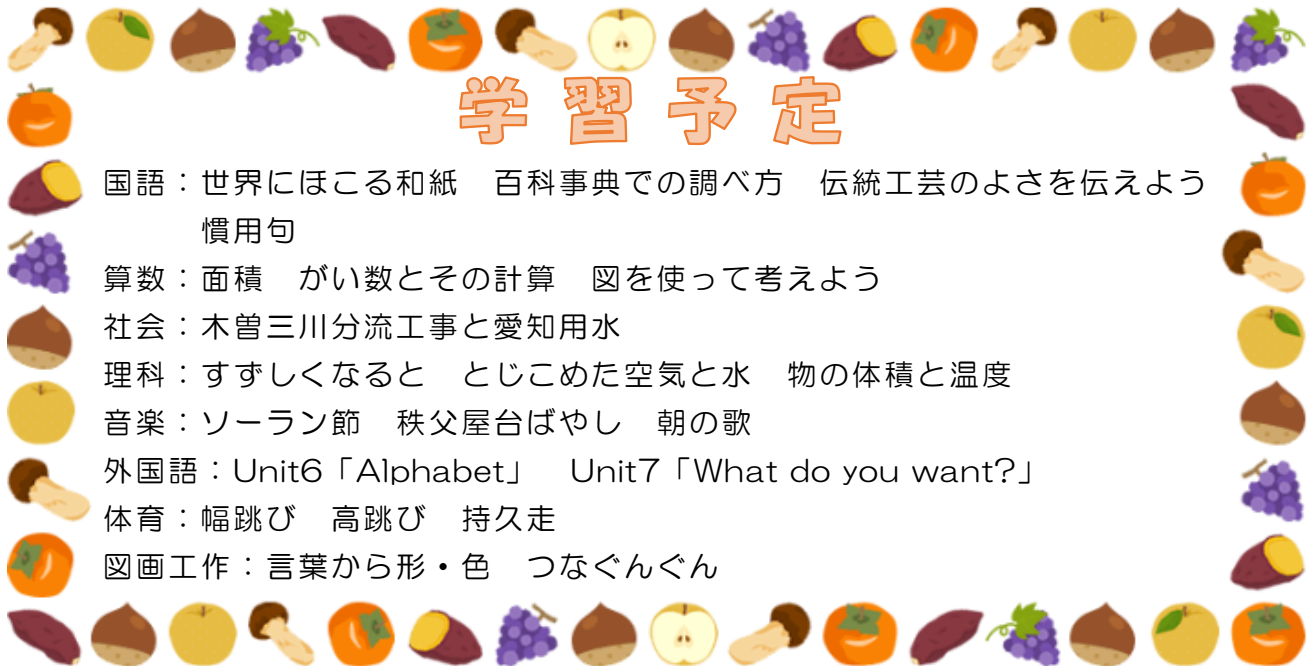 学習予定
国語：世界にほこる和紙　百科事典での調べ方　伝統工芸のよさを伝えよう
慣用句
算数：面積　がい数とその計算　図を使って考えよう
社会：木曽三川分流工事と愛知用水
理科：すずしくなると　とじこめた空気と水　物の体積と温度
音楽：ソーラン節　秩父屋台ばやし　朝の歌
外国語：Unit6「Alphabet」　Unit7「What do you want?」
体育：幅跳び　高跳び　持久走
図画工作：言葉から形・色　つなぐんぐん